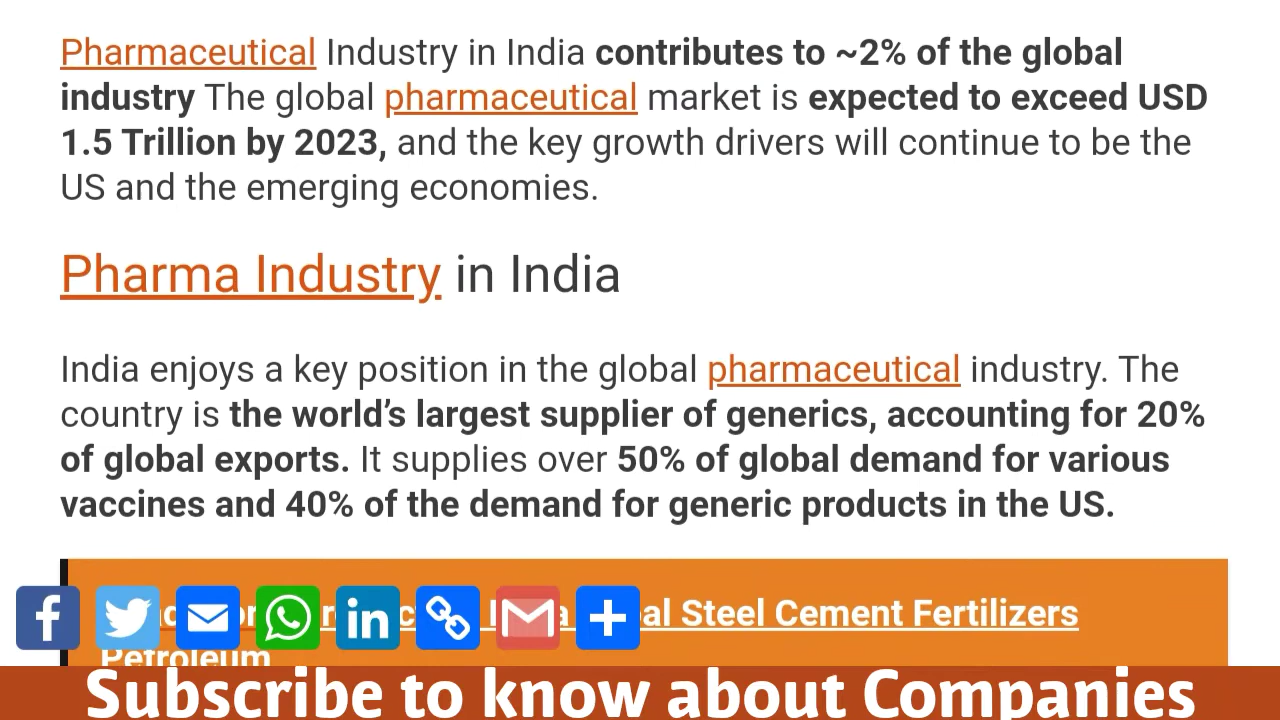 Pharmaceutical Industry in India contributes to ~2% of the global
industry The global pharmaceutical market is expected to exceed USD
1.5 Trillion by 2023, and the key growth drivers will continue to be the
US and the emerging economies.
Pharma Industry in India
India enjoys a key position in the global pharmaceutical industry. The
country is the world’s largest supplier of generics, accounting for 20%
of global exports. It supplies over 50% of global demand for various
vaccines and 40% of the demand for generic products in the US.
Steel Cement Fertilizers
Petroleum
Subscribe to know about Companies